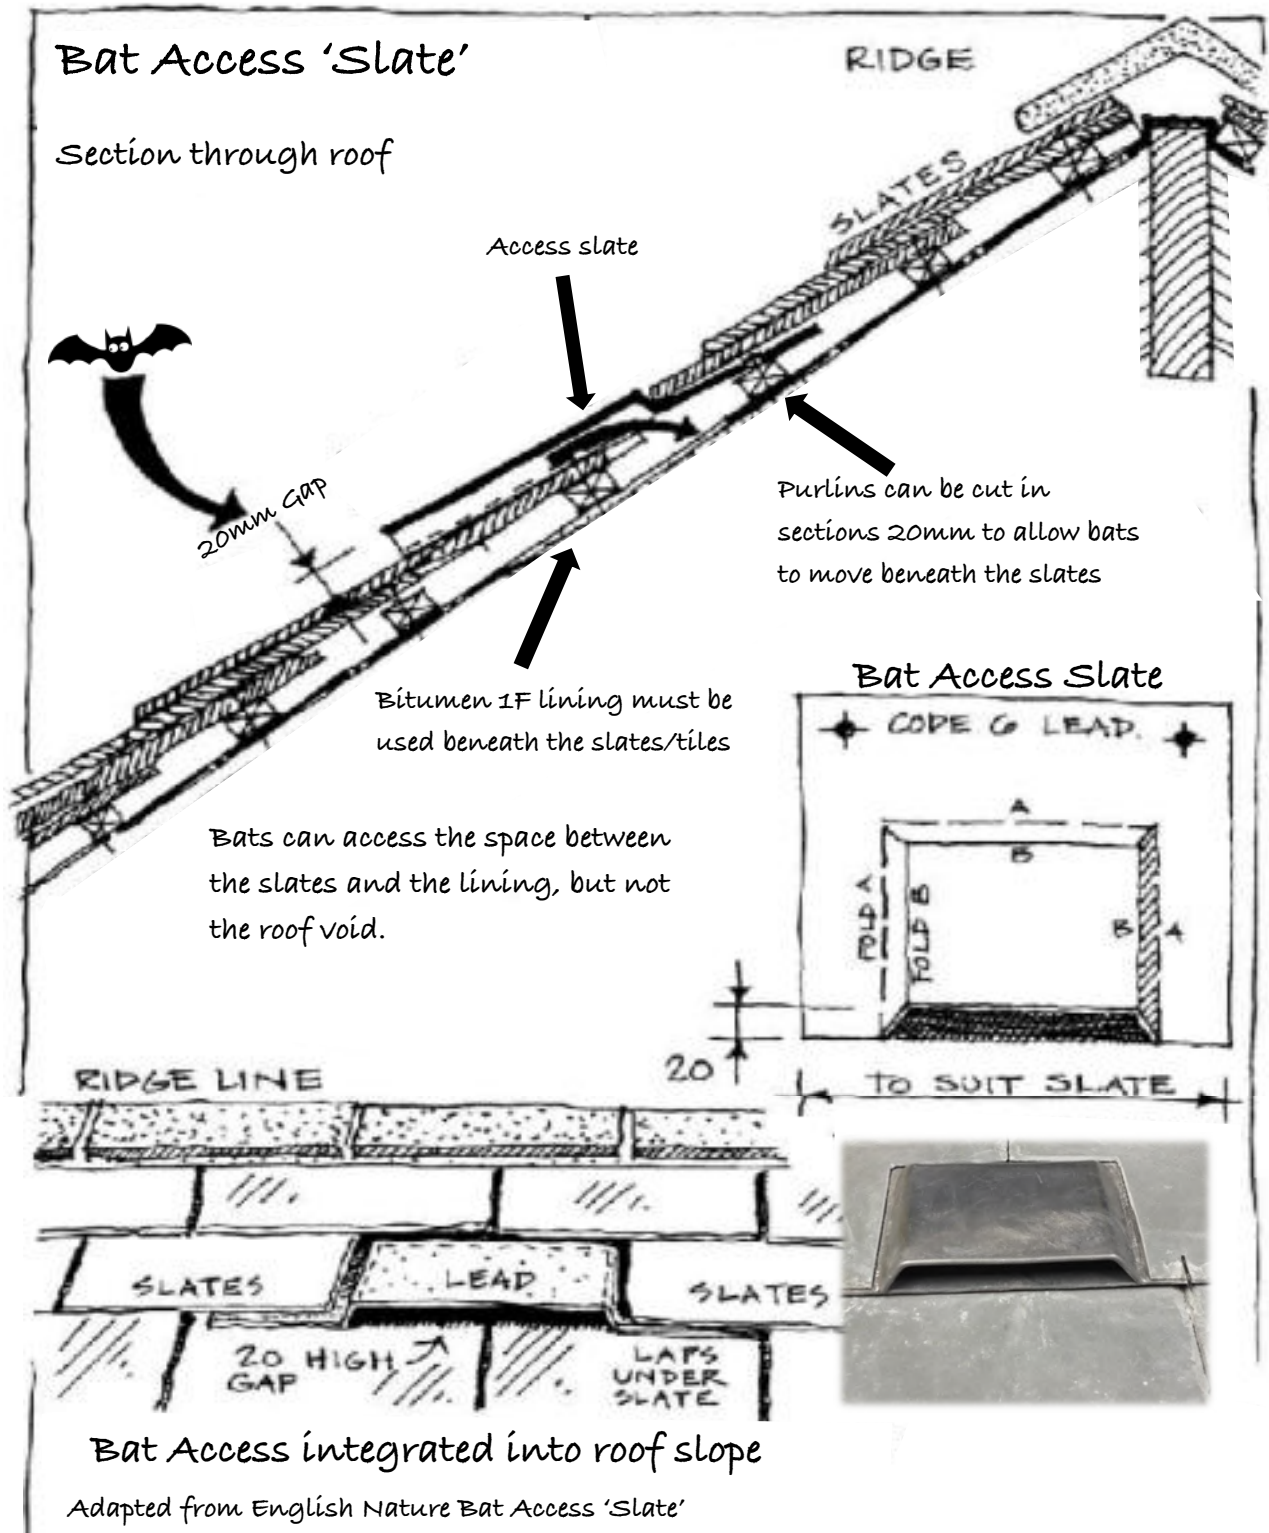 Bat Access ‘Slate’
Section through roof
RIDGE
SLATES
Access slate
20mm Gap
Purlins can be cut in
sections 20mm to allow bats
to move beneath the slates
Bitumen 1F lining must be
used beneath the slates/tiles
Bats can access the space between
the slates and the lining, but not
the roof void.
Bat Access Slate
CODE 6 LEAD.
A
B
FOLD A
FOLD B
B
A
20
TO SUIT SLATE
RIDGE LINE
SLATES
LEAD
SLATES
20 HIGH
GAP
LAPS
UNDER
SLATE
Bat Access integrated into roof slope
Adapted from English Nature Bat Access ‘Slate’